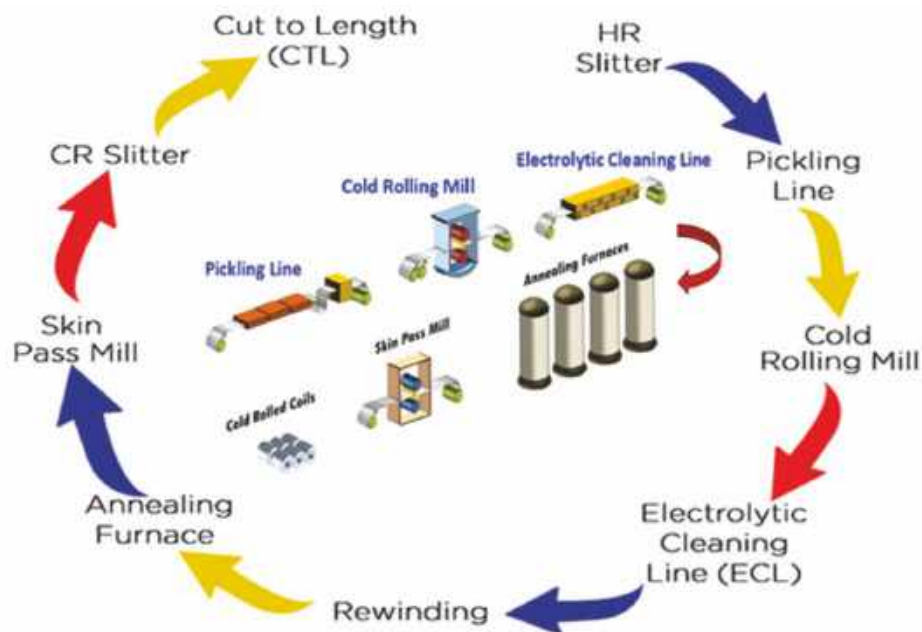 Cut to Length
(CTL)
HR
Slitter
CR Slitter
Pickling
Line
Electrolytic Cleaning Line
Cold Rolling Mill
Pickling Line
Annealing Furnaces
Skin Pass Mill
Cold Rolled Coils
Skin
Pass Mill
Cold
Rolling Mill
Annealing
Furnace
Electrolytic
Cleaning
Line (ECL)
Rewinding